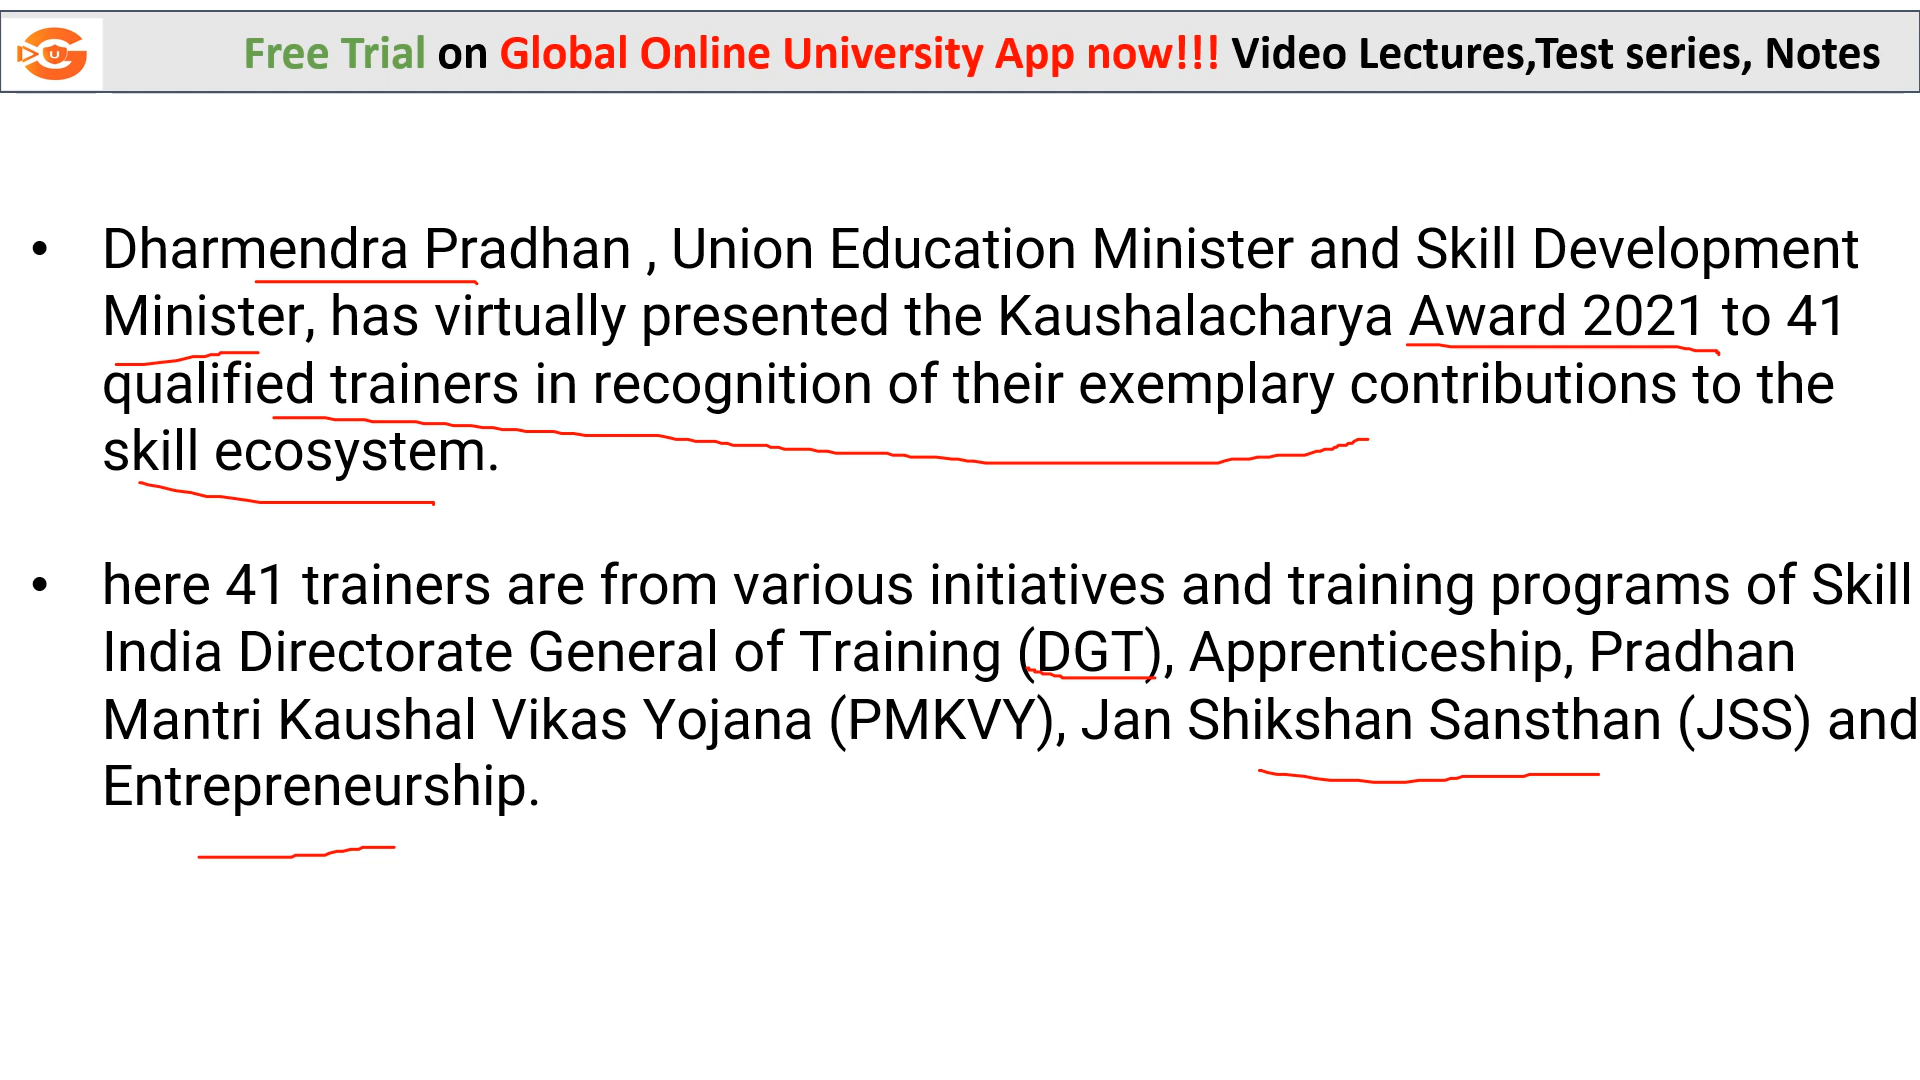 Free Trial on Global Online University App now!!! Video Lectures,Test series, Notes
• Dharmendra Pradhan , Union Education Minister and Skill Development
Minister, has virtually presented the Kaushalacharya Award 2021 to 41
qualified trainers in recognition of their exemplary contributions to the
skill ecosystem.
• here 41 trainers are from various initiatives and training programs of Skill
India Directorate General of Training (DGT), Apprenticeship, Pradhan
Mantri Kaushal Vikas Yojana (PMKVY), Jan Shikshan Sansthan (JSS) and
Entrepreneurship.